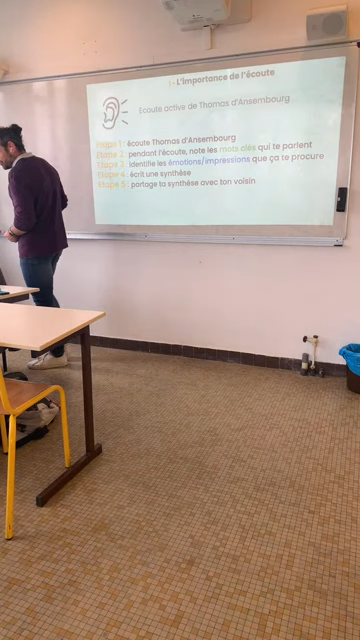 I - L'importance de l'écoute
Ecoute active de Thomas d'Ansembourg
Etape 1 : écoute Thomas d'Ansembourg
Etape 2 : pendant l'écoute, note les mots clés qui te parlent
Etape 3 : identifie les émotions/impressions que ça te procure
Etape 4 : écrit une synthèse
Etape 5 : partage ta synthèse avec ton voisin